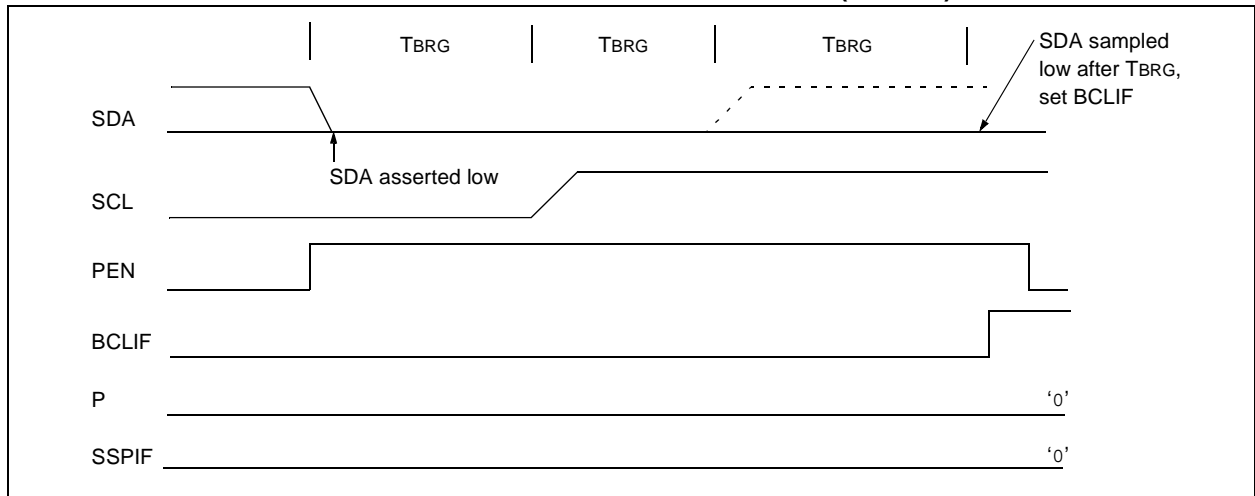 TBRG TBRG TBRG
SDA sampled
low after TBRG,
set BCLIF
SDA
SDA asserted low
SCL
PEN
BCLIF
P
‘0’
SSPIF
‘0’